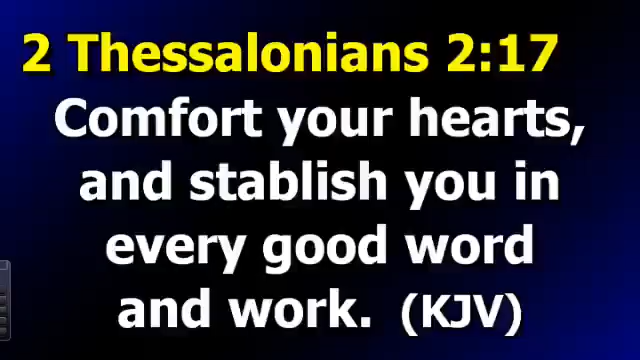 2 Thessalonians 2:17
Comfort your hearts,
and stablish you in
every good word
and work. (KJV)